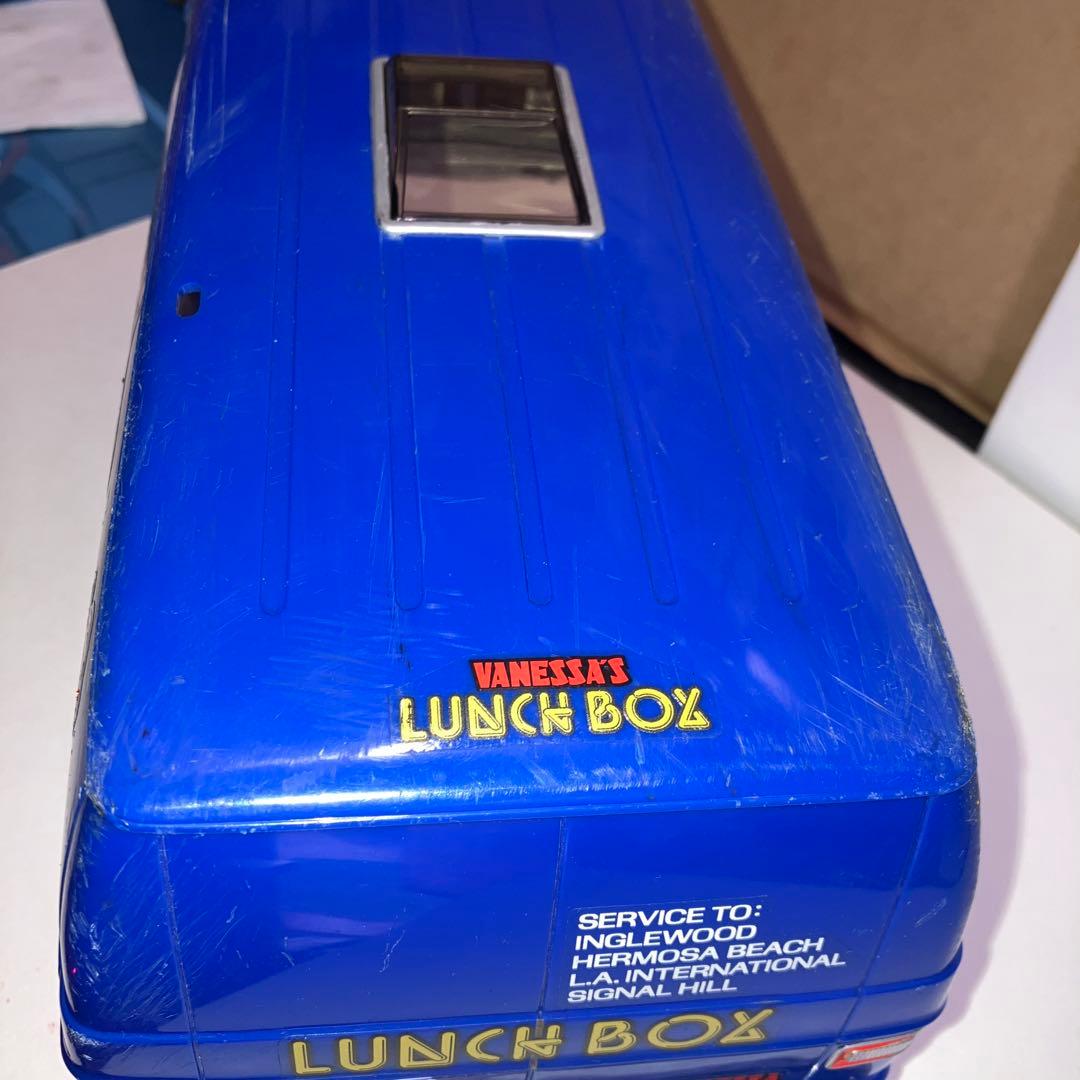 VANESSA'S
LUNCH BOX
SERVICE TO:
INGLEWOOD
HERMOSA BEACH
L.A. INTERNATIONAL
SIGNAL HILL
LUNCH BOX